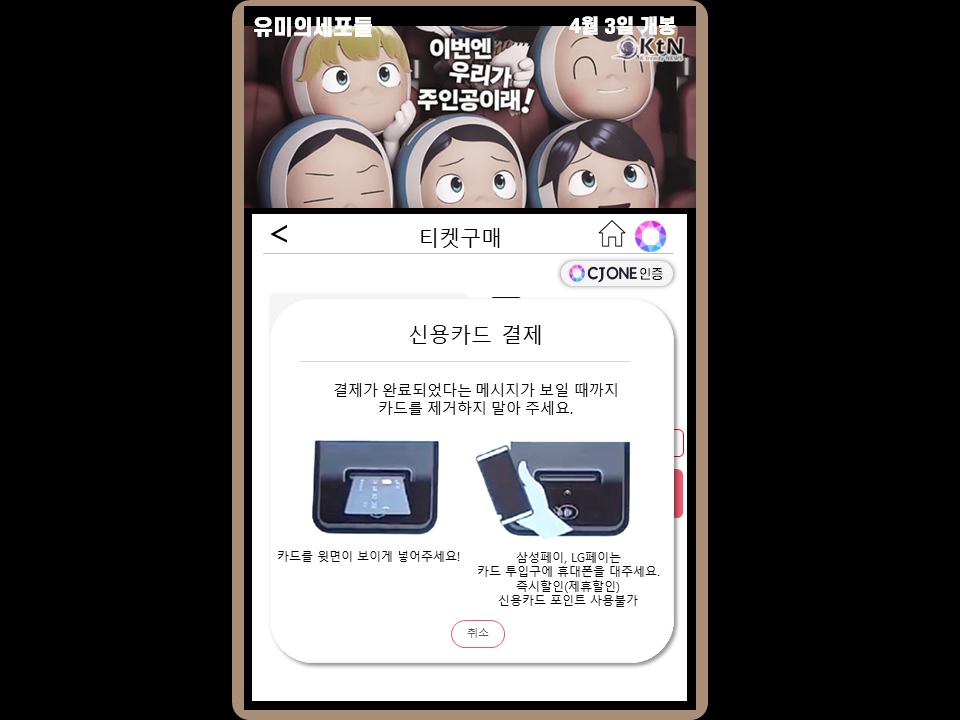 유미의세포들
4월 3일 개봉
이번엔
우리가
주인공이래!
KtN
K trendy NEWS
<
티켓구매
CJ ONE 인증
신용카드 결제
결제가 완료되었다는 메시지가 보일 때까지
카드를 제거하지 말아 주세요.
카드를 윗면이 보이게 넣어주세요!
삼성페이, LG페이는
카드 투입구에 휴대폰을 대주세요.
즉시할인(제휴할인)
신용카드 포인트 사용불가
취소